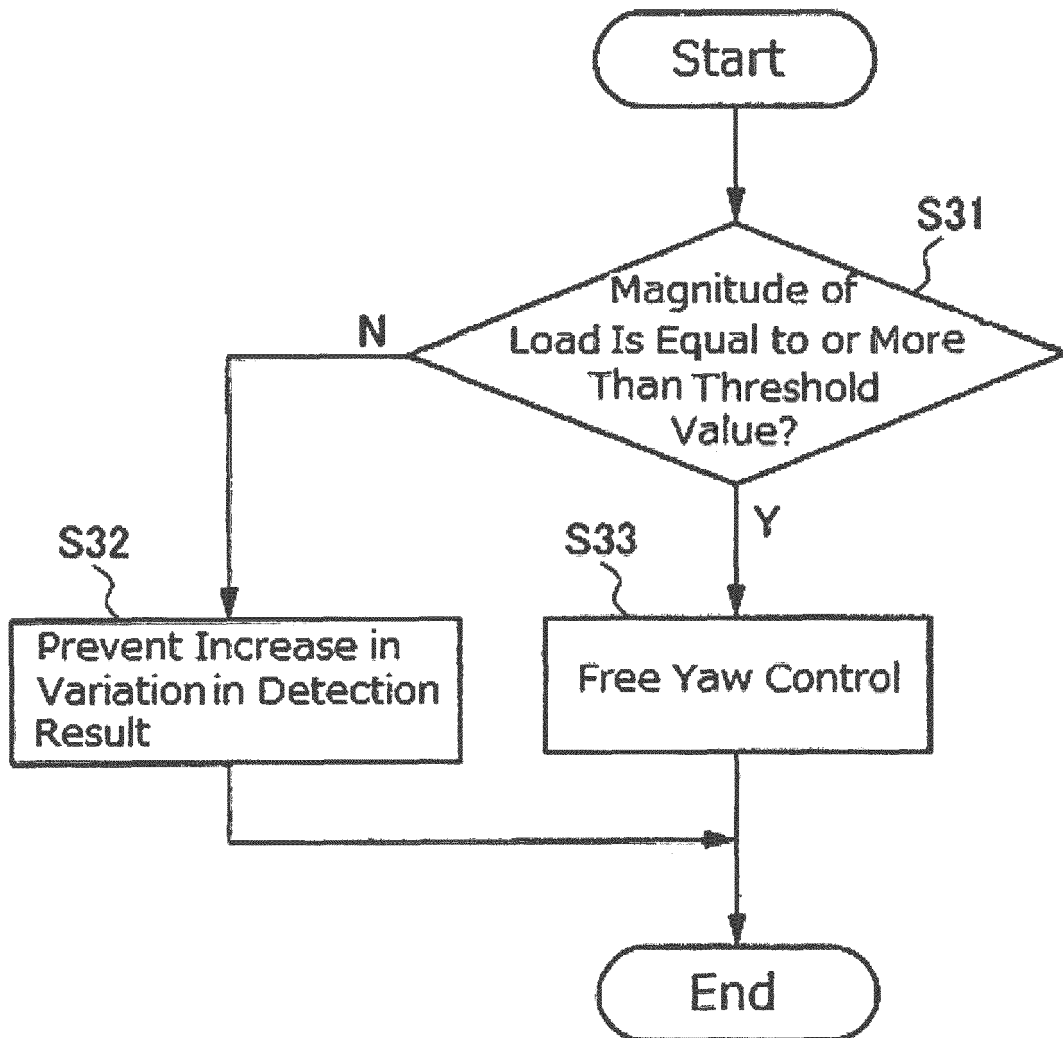 Start
S31
Magnitude of
Load Is Equal to or More
Than Threshold
Value?
N
Y
S32
Prevent Increase in
Variation in Detection
Result
S33
Free Yaw Control
End